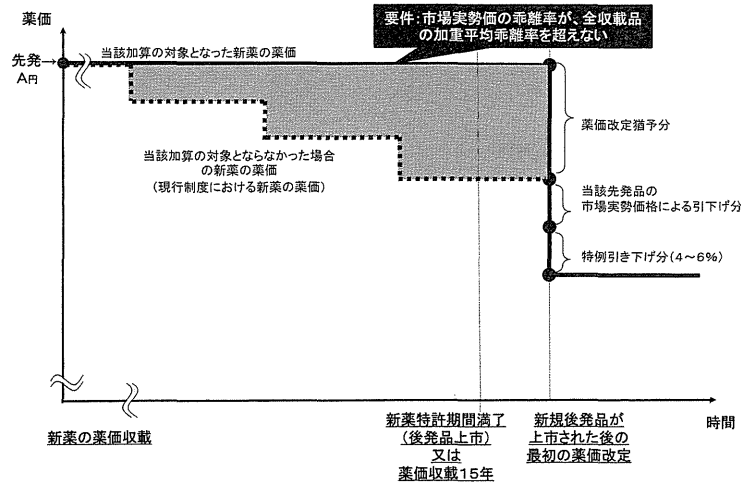 薬価
要件：市場実勢価の乖離率が、全収載品
の加重平均乖離率を超えない
当該加算の対象となった新薬の薬価
先発→
A円
薬価改定猶予分
当該加算の対象とならなかった場合
の新薬の薬価
（現行制度における新薬の薬価）
当該先発品の
市場実勢価格による引下げ分
特例引き下げ分（4～6%）
時間
新薬の薬価収載
新薬特許期間満了
（後発品上市）
又は
薬価収載15年
新規後発品が
上市された後の
最初の薬価改定